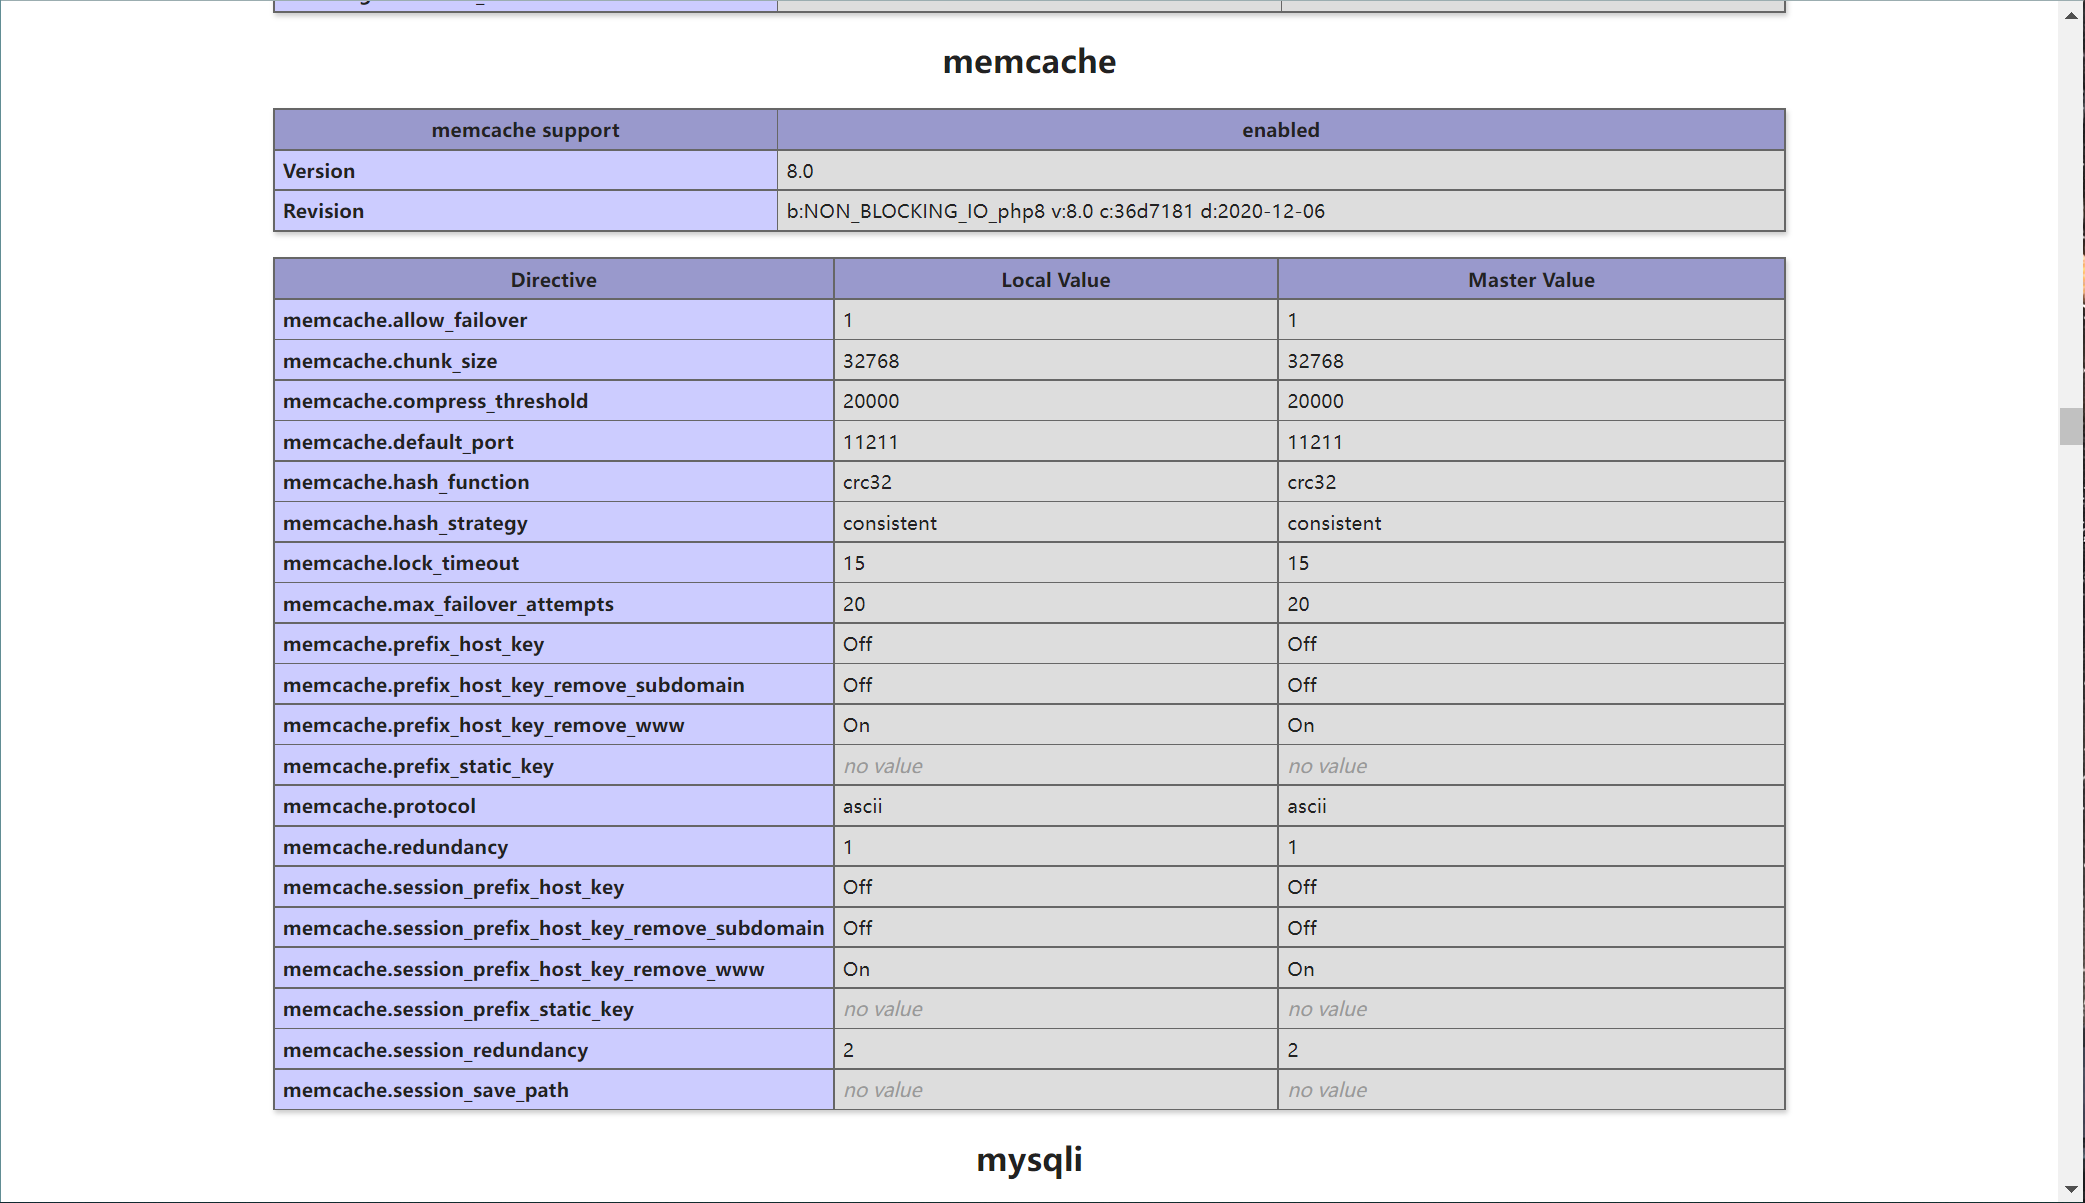 memcache
memcache support enabled
Version 8.0
Revision b:NON_BLOCKING_IO_php8 v:8.0 c:36d7181 d:2020-12-06
Directive Local Value Master Value
memcache.allow_failover 1 1
memcache.chunk_size 32768 32768
memcache.compress_threshold 20000 20000
memcache.default_port 11211 11211
memcache.hash_function crc32 crc32
memcache.hash_strategy consistent consistent
memcache.lock_timeout 15 15
memcache.max_failover_attempts 20 20
memcache.prefix_host_key Off Off
memcache.prefix_host_key_remove_subdomain Off Off
memcache.prefix_host_key_remove_www On On
memcache.prefix_static_key no value no value
memcache.protocol ascii ascii
memcache.redundancy 1 1
memcache.session_prefix_host_key Off Off
memcache.session_prefix_host_key_remove_subdomain Off Off
memcache.session_prefix_host_key_remove_www On On
memcache.session_prefix_static_key no value no value
memcache.session_redundancy 2 2
memcache.session_save_path no value no value
mysqli